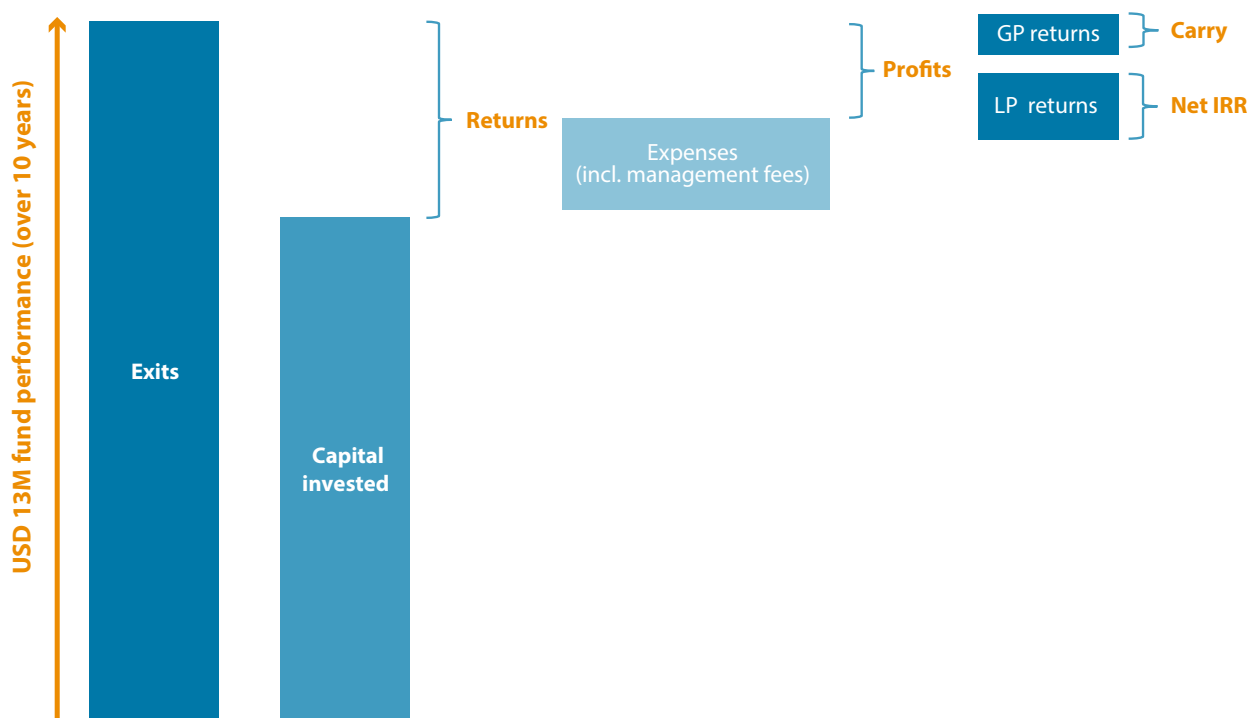 USD 13M fund performance (over 10 years)
Exits
Capital
invested
Returns
Expenses
(incl. management fees)
Profits
GP returns
Carry
LP returns
Net IRR